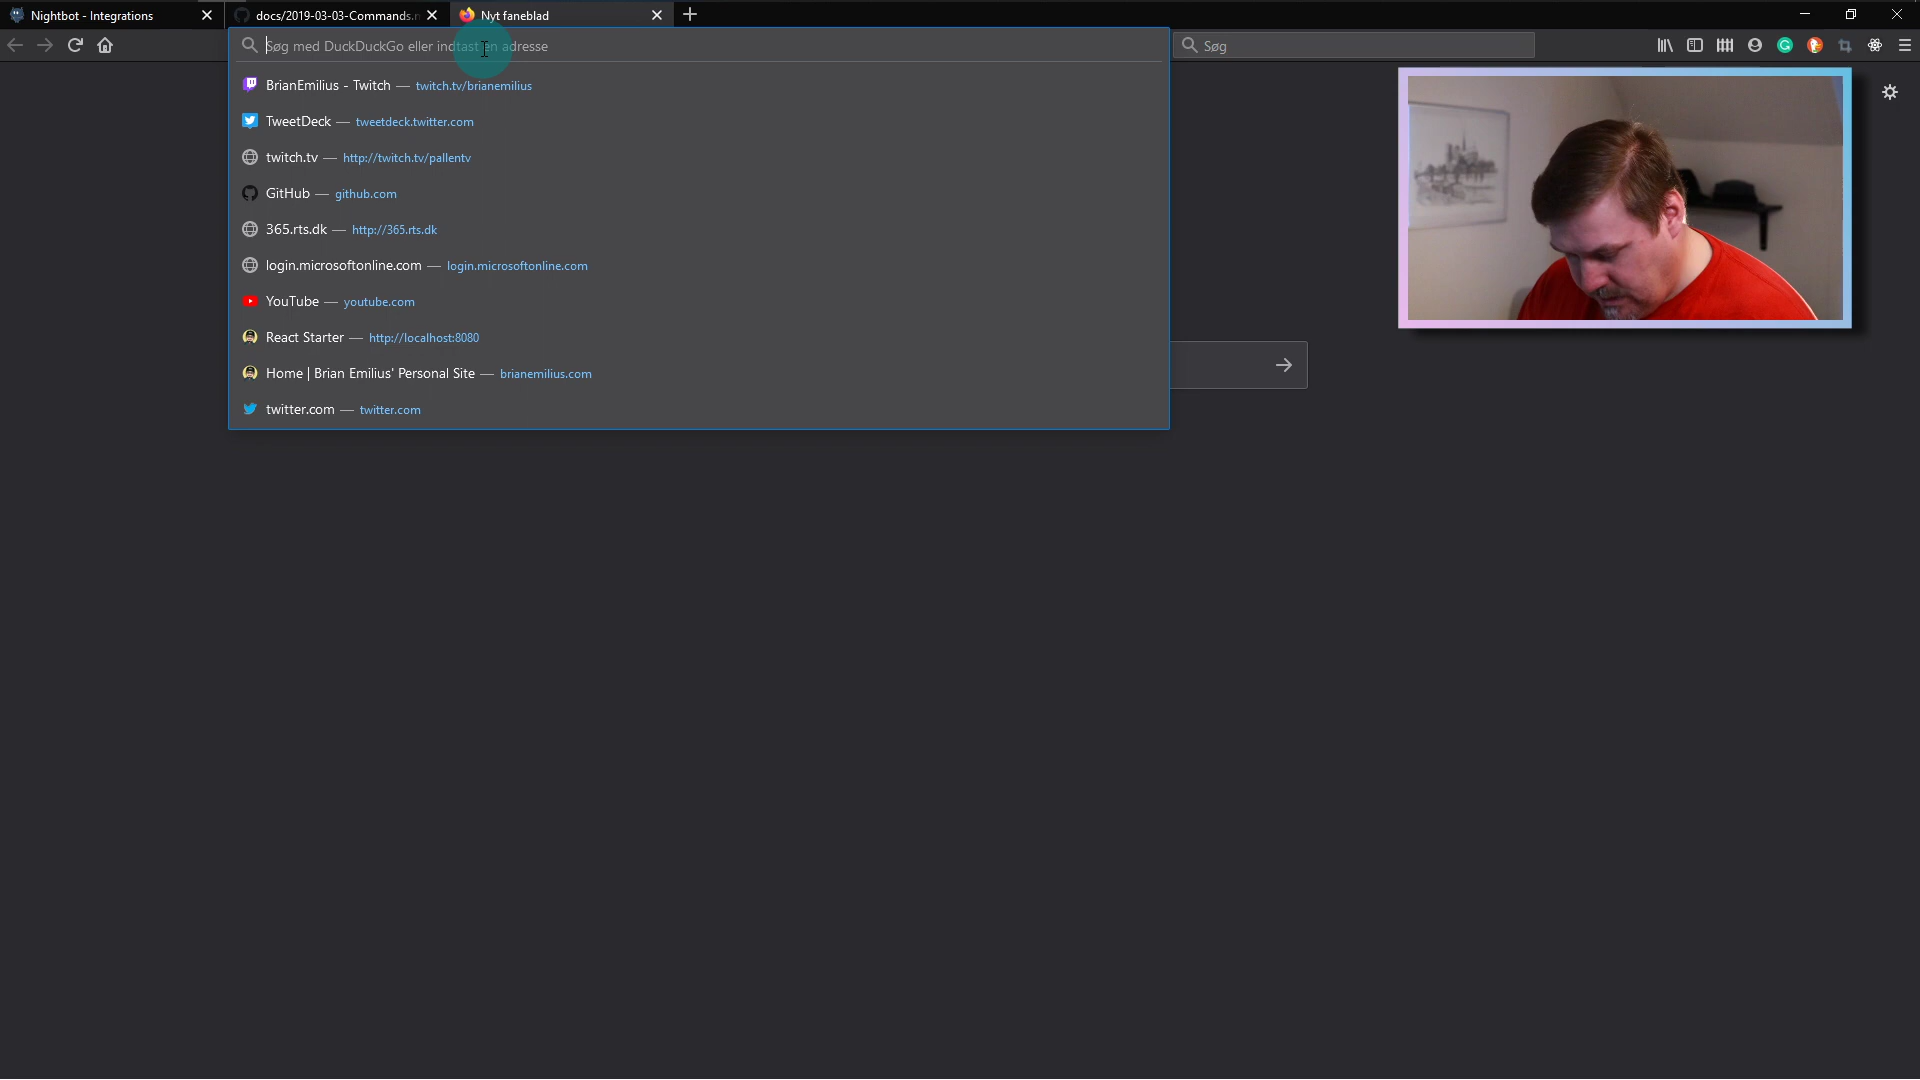 Nightbot - Integrations
docs/2019-03-03-Commands.
Nyt faneblad
Søg med DuckDuckGo eller indtast en adresse
Søg
BrianEmilius - Twitch — twitch.tv/brianemilius
TweetDeck — tweetdeck.twitter.com
twitch.tv — http://twitch.tv/pallentv
GitHub — github.com
365.rts.dk — http://365.rts.dk
login.microsoftonline.com — login.microsoftonline.com
YouTube — youtube.com
React Starter — http://localhost:8080
Home | Brian Emilius' Personal Site — brianemilius.com
twitter.com — twitter.com